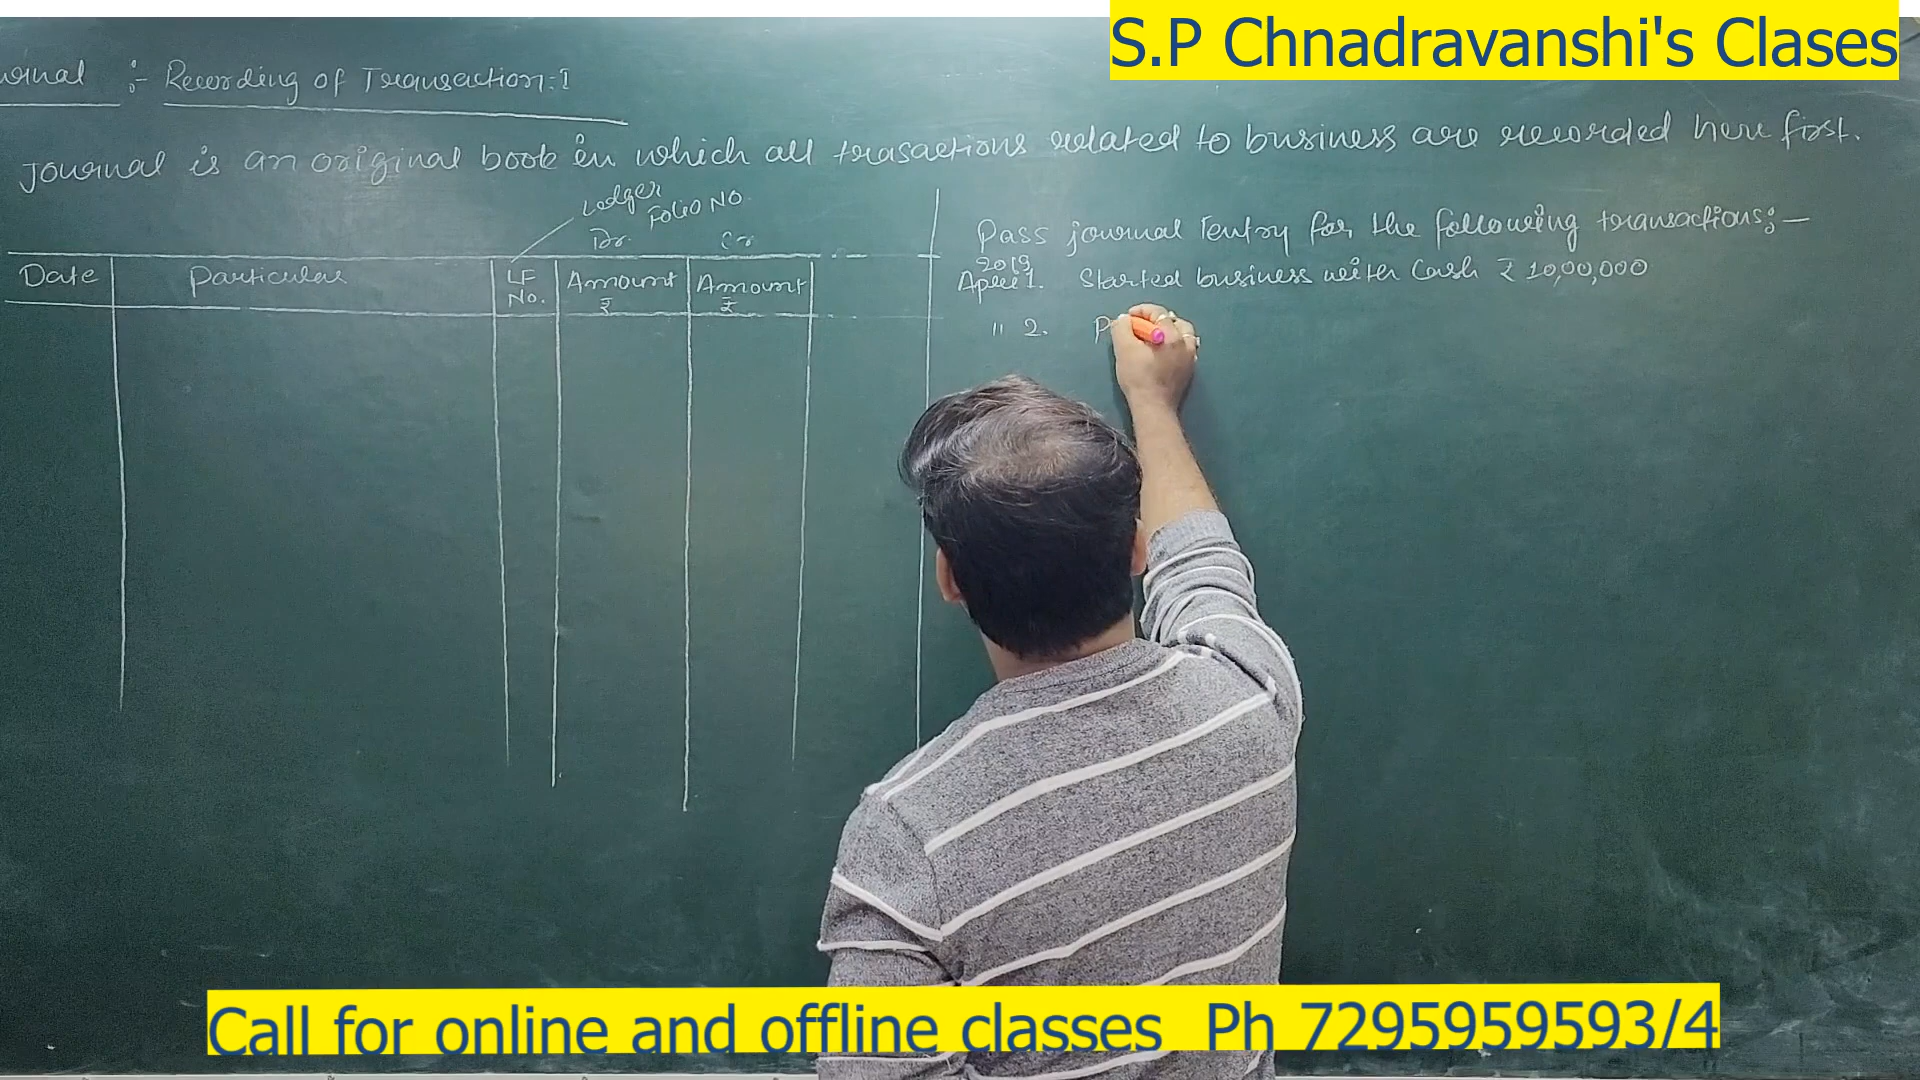 S.P Chnadravanshi's Clases
urnal :- Recording of Transaction:I
Journal is an original book in which all trasactions related to business are recorded here first.
Ledger
Folio No
Dr. Cr
Date Particular LF No. Amount ₹ Amount ₹
Pass journal Entry for the following transactions:—
2019
April 1. Started business with Cash ₹ 10,00,000
" 2. P
Call for online and offline classes Ph 7295959593/4